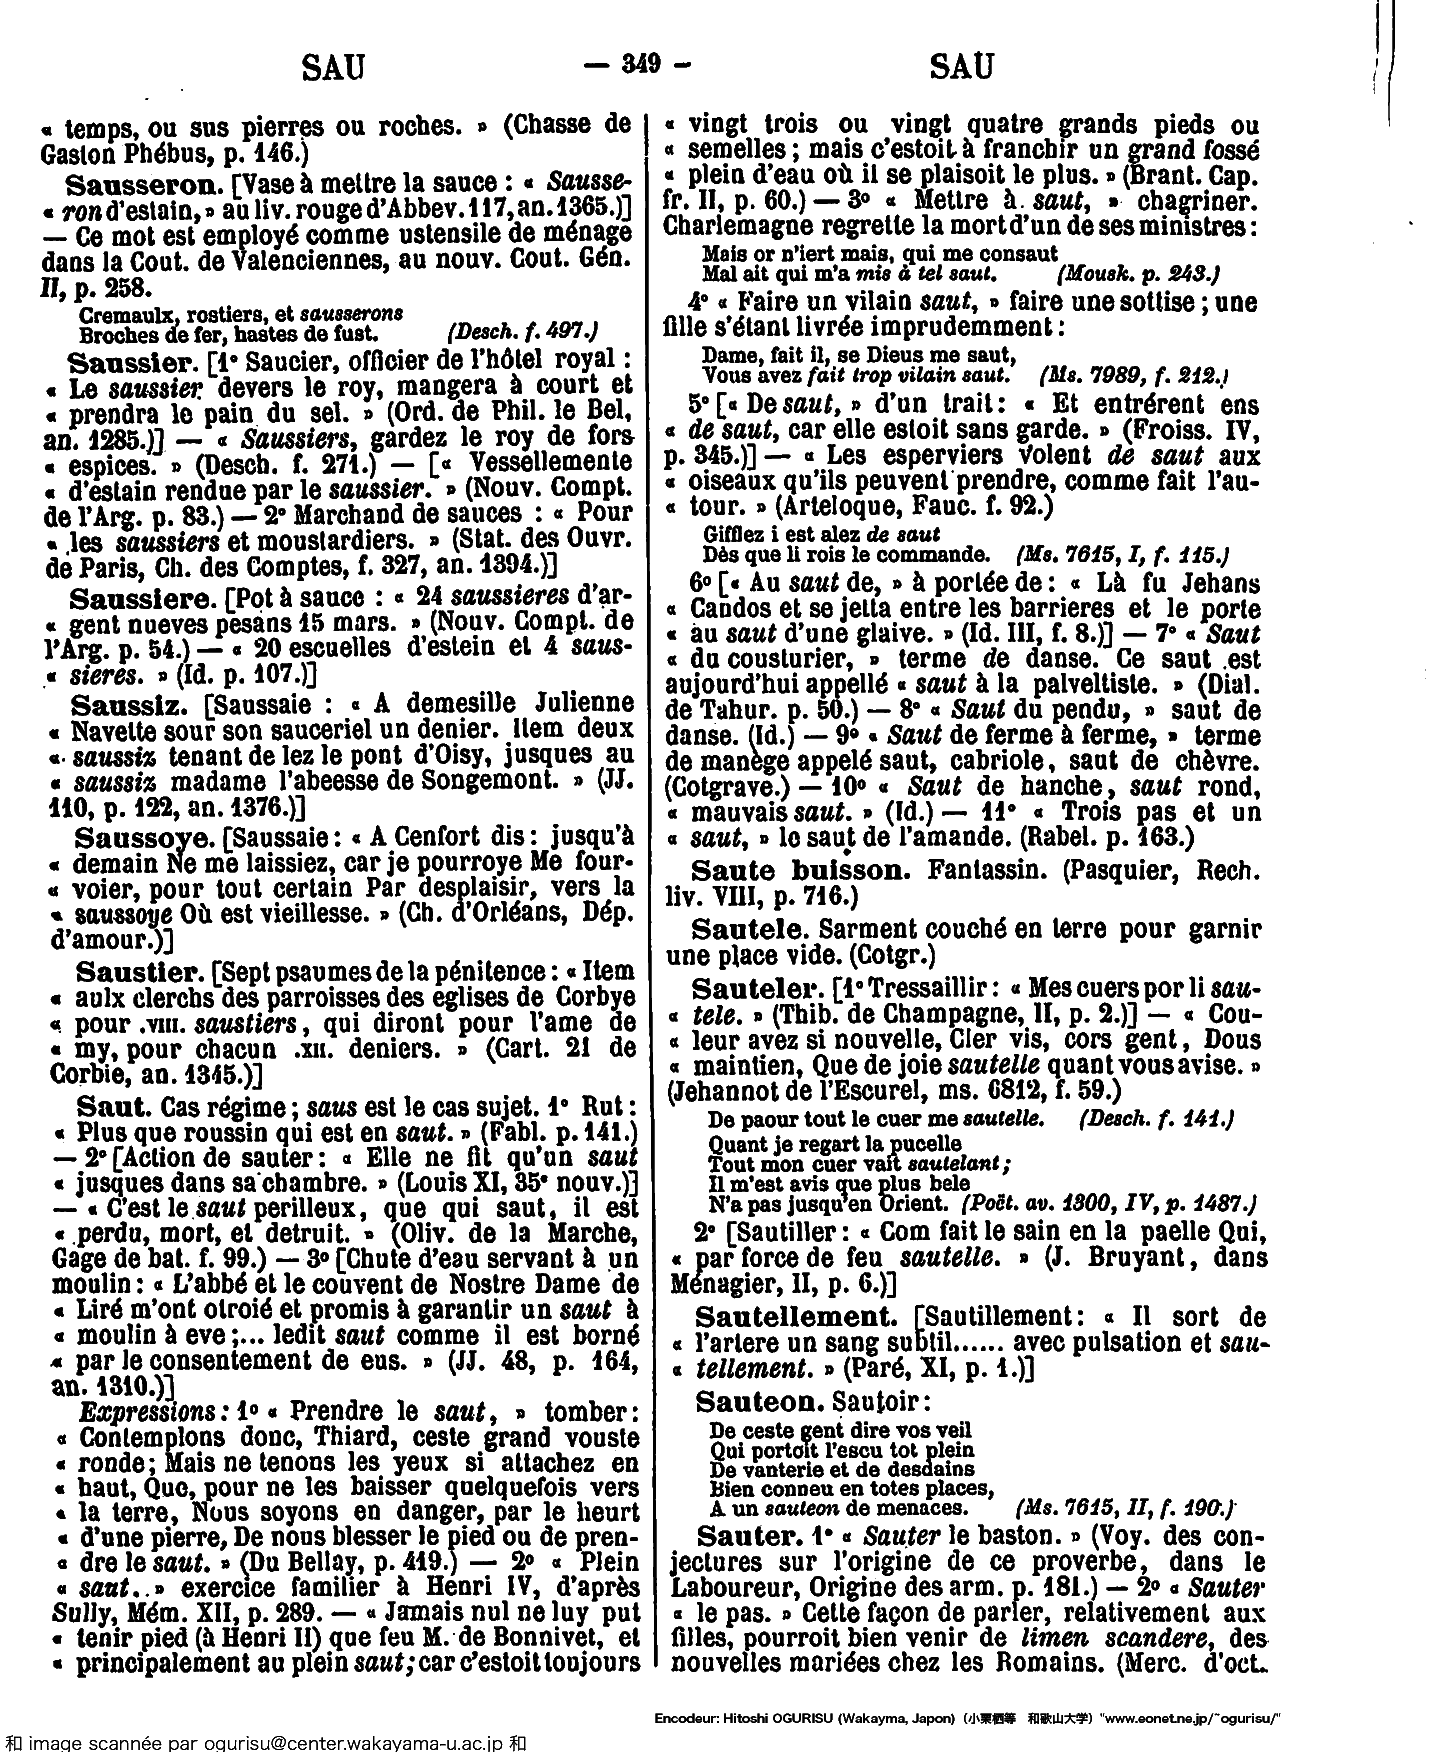 SAU — 349 — SAU
« temps, ou sus pierres ou roches. » (Chasse de
Gaston Phébus, p. 146.)
Sausseron. [Vase à mettre la sauce : « Sausse-
« ron d'estain, » au liv. rouge d'Abbev. 117, an. 1365.)]
— Ce mot est employé comme ustensile de ménage
dans la Cout. de Valenciennes, au nouv. Cout. Gén.
II, p. 258.
Cremaulx, rostiers, et sausserons
Broches de fer, hastes de fust. (Desch. f. 497.)
Saussier. [1° Saucier, officier de l'hôtel royal :
« Le saussier devers le roy, mangera à court et
« prendra le pain du sel. » (Ord. de Phil. le Bel,
an. 1285.)] — « Saussiers, gardez le roy de fors
« espices. » (Desch. f. 271.) — [« Vessellemente
« d'estain rendue par le saussier. » (Nouv. Compt.
de l'Arg. p. 83.) — 2° Marchand de sauces : « Pour
« les saussiers et moustardiers. » (Stat. des Ouvr.
de Paris, Ch. des Comptes, f. 327, an. 1394.)]
Saussiere. [Pot à sauce : « 24 saussieres d'ar-
« gent nueves pesans 15 mars. » (Nouv. Compt. de
l'Arg. p. 54.) — « 20 escuelles d'estein et 4 saus-
« sieres. » (Id. p. 107.)]
Saussiz. [Saussaie : « A demesille Julienne
« Navette sour son sauceriel un denier. Item deux
« saussiz tenant de lez le pont d'Oisy, jusques au
« saussiz madame l'abeesse de Songemont. » (JJ.
110, p. 122, an. 1376.)]
Saussoye. [Saussaie : « A Cenfort dis : jusqu'à
« demain Ne me laissiez, car je pourroye Me four-
« voier, pour tout certain Par desplaisir, vers la
« saussoye Où est vieillesse. » (Ch. d'Orléans, Dép.
d'amour.)]
Saustier. [Sept psaumes de la pénitence : « Item
« aulx clerchs des parroisses des eglises de Corbye
« pour .VIII. saustiers, qui diront pour l'ame de
« my, pour chacun .XII. deniers. » (Cart. 21 de
Corbie, an. 1345.)]
Saut. Cas régime ; saus est le cas sujet. 1° Rut :
« Plus que roussin qui est en saut. » (Fabl. p. 141.)
— 2° [Action de sauter : « Elle ne fit qu'un saut
« jusques dans sa chambre. » (Louis XI, 35e nouv.)]
— « C'est le saut perilleux, que qui saut, il est
« perdu, mort, et detruit. » (Oliv. de la Marche,
Gage de bat. f. 99.) — 3° [Chute d'eau servant à un
moulin : « L'abbé et le couvent de Nostre Dame de
« Liré m'ont otroié et promis à garantir un saut à
« moulin à eve ;... ledit saut comme il est borné
« par le consentement de eus. » (JJ. 48, p. 164,
an. 1310.)]
Expressions : 1° « Prendre le saut, » tomber :
« Contemplons donc, Thiard, ceste grand vouste
« ronde ; Mais ne tenons les yeux si attachez en
« haut, Que, pour ne les baisser quelquefois vers
« la terre, Nous soyons en danger, par le heurt
« d'une pierre, De nous blesser le pied ou de pren-
« dre le saut. » (Du Bellay, p. 419.) — 2° « Plein
« saut. » exercice familier à Henri IV, d'après
Sully, Mém. XII, p. 289. — « Jamais nul ne luy put
« tenir pied (à Henri II) que feu M. de Bonnivet, et
« principalement au plein saut ; car c'estoit toujours
« vingt trois ou vingt quatre grands pieds ou
« semelles ; mais c'estoit à franchir un grand fossé
« plein d'eau où il se plaisoit le plus. » (Brant. Cap.
fr. II, p. 60.) — 3° « Mettre à saut, » chagriner.
Charlemagne regrette la mort d'un de ses ministres :
Mais or n'iert mais, qui me consaut
Mal ait qui m'a mis à tel saut. (Mousk. p. 243.)
4° « Faire un vilain saut, » faire une sottise ; une
fille s'étant livrée imprudemment :
Dame, fait il, se Dieus me saut,
Vous avez fait trop vilain saut. (Ms. 7989, f. 212.)
5° [« De saut, » d'un trait : « Et entrérent ens
« de saut, car elle estoit sans garde. » (Froiss. IV,
p. 345.)] — « Les esperviers volent de saut aux
« oiseaux qu'ils peuvent prendre, comme fait l'au-
« tour. » (Arteloque, Fauc. f. 92.)
Gifflez i est alez de saut
Dès que li rois le commande. (Ms. 7615, I, f. 115.)
6° [« Au saut de, » à portée de : « Là fu Jehans
« Candos et se jetta entre les barrieres et le porte
« au saut d'une glaive. » (Id. III, f. 8.)] — 7° « Saut
« du cousturier, » terme de danse. Ce saut est
aujourd'hui appellé « saut à la palveltiste. » (Dial.
de Tahur. p. 50.) — 8° « Saut du pendu, » saut de
danse. (Id.) — 9° « Saut de ferme à ferme, » terme
de manège appelé saut, cabriole, saut de chèvre.
(Cotgrave.) — 10° « Saut de hanche, saut rond,
« mauvais saut. » (Id.) — 11° « Trois pas et un
« saut, » le saut de l'amande. (Rabel. p. 163.)
Saute buisson. Fantassin. (Pasquier, Rech.
liv. VIII, p. 716.)
Sautele. Sarment couché en terre pour garnir
une place vide. (Cotgr.)
Sauteler. [1° Tressaillir : « Mes cuers por li sau-
« tele. » (Thib. de Champagne, II, p. 2.)] — « Cou-
« leur avez si nouvelle, Cler vis, cors gent, Dous
« maintien, Que de joie sautelle quant vous avise. »
(Jehannot de l'Escurel, ms. 6812, f. 59.)
De paour tout le cuer me sautelle. (Desch. f. 141.)
Quant je regart la pucelle
Tout mon cuer vait sautelant ;
Il m'est avis que plus bele
N'a pas jusqu'en Orient. (Poët. av. 1300, IV, p. 1487.)
2° [Sautiller : « Com fait le sain en la paelle Qui,
« par force de feu sautelle. » (J. Bruyant, dans
Ménagier, II, p. 6.)]
Sautellement. [Sautillement : « Il sort de
« l'artere un sang subtil...... avec pulsation et sau-
« tellement. » (Paré, XI, p. 1.)]
Sauteon. Sautoir :
De ceste gent dire vos veil
Qui portoit l'escu tot plein
De vanterie et de desdains
Bien conneu en totes places,
A un sauteon de menaces. (Ms. 7615, II, f. 190.)
Sauter. 1° « Sauter le baston. » (Voy. des con-
jectures sur l'origine de ce proverbe, dans le
Laboureur, Origine des arm. p. 181.) — 2° « Sauter
« le pas. » Cette façon de parler, relativement aux
filles, pourroit bien venir de limen scandere, des
nouvelles mariées chez les Romains. (Merc. d'oct.
Encodeur: Hitoshi OGURISU (Wakayma, Japon) (小栗栖等 和歌山大学) "www.eonet.ne.jp/~ogurisu/"
和 image scannée par ogurisu@center.wakayama-u.ac.jp 和